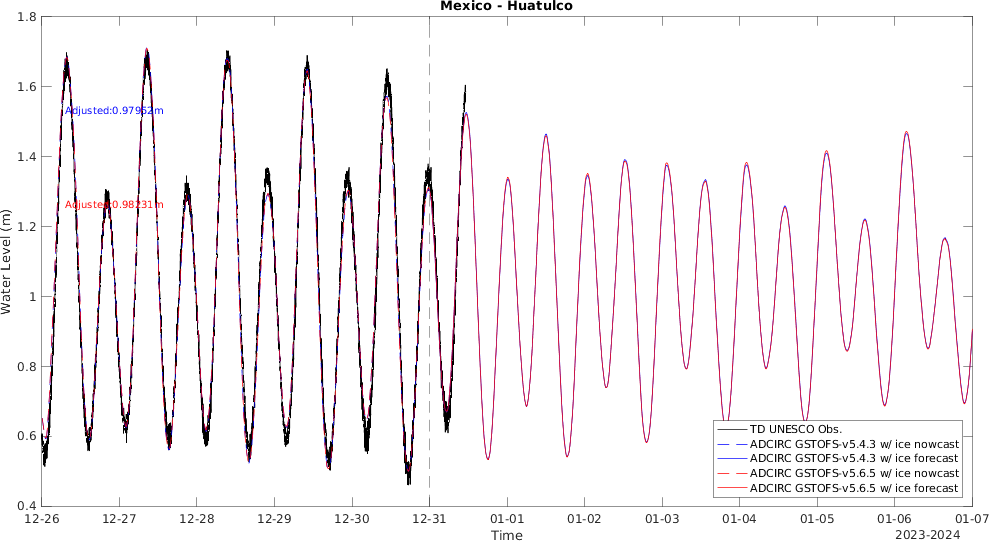 Mexico - Huatulco
Water Level (m)
1.8
1.6
1.4
1.2
1
0.8
0.6
0.4
Adjusted:0.97952m
Adjusted:0.98231m
TD UNESCO Obs.
ADCIRC GSTOFS-v5.4.3 w/ ice nowcast
ADCIRC GSTOFS-v5.4.3 w/ ice forecast
ADCIRC GSTOFS-v5.6.5 w/ ice nowcast
ADCIRC GSTOFS-v5.6.5 w/ ice forecast
12-26 12-27 12-28 12-29 12-30 12-31 01-01 01-02 01-03 01-04 01-05 01-06 01-07
Time
2023-2024